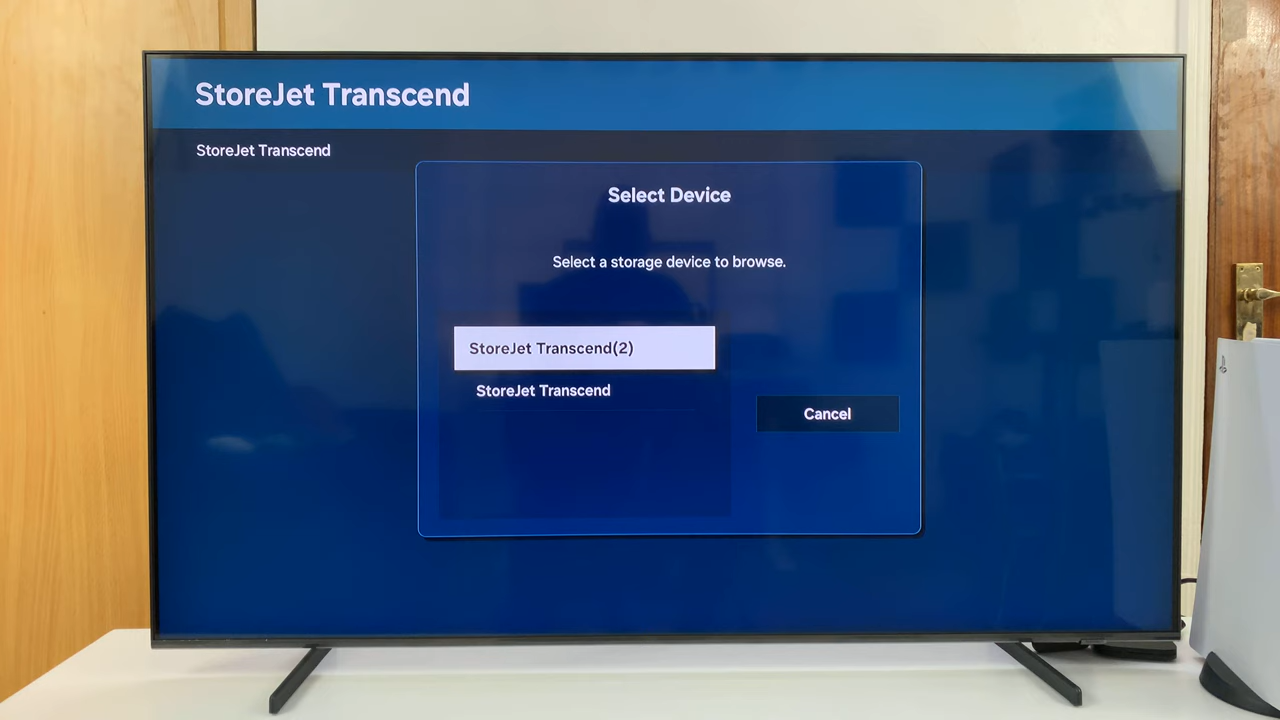 StoreJet Transcend
StoreJet Transcend
Select Device
Select a storage device to browse.
StoreJet Transcend(2)
StoreJet Transcend
Cancel